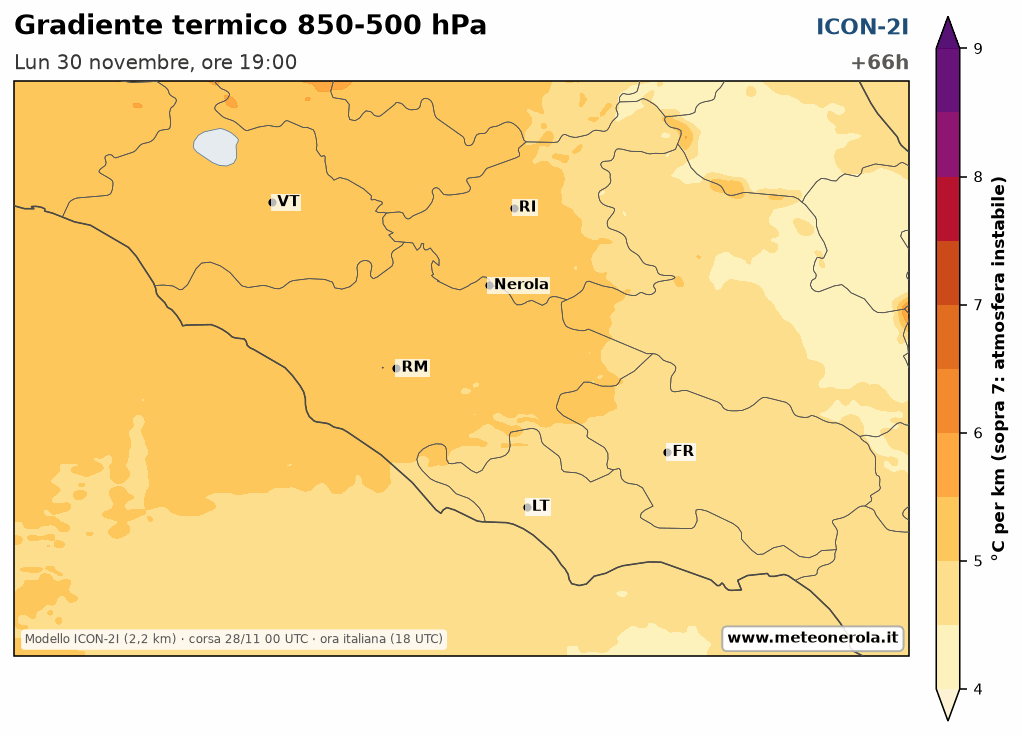 Gradiente termico 850-500 hPa
ICON-2I
Lun 30 novembre, ore 19:00
+66h
VT
RI
Nerola
RM
FR
LT
Modello ICON-2I (2,2 km) · corsa 28/11 00 UTC · ora italiana (18 UTC)
www.meteonerola.it
9
8
7
6
5
4
°C per km (sopra 7: atmosfera instabile)